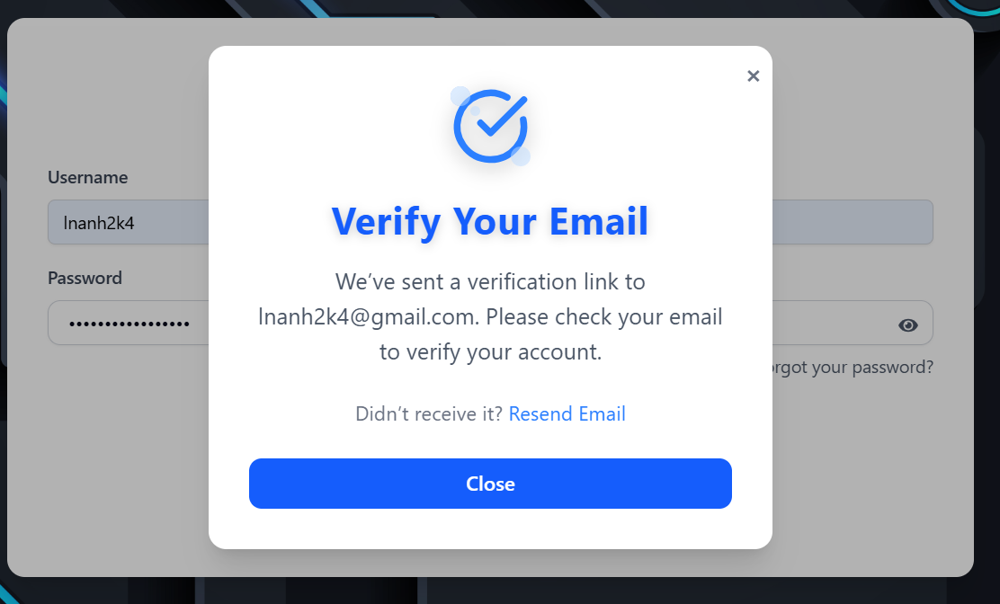 Username
lnanh2k4
Password
••••••••••••••••
orgot your password?
×
Verify Your Email
We’ve sent a verification link to
lnanh2k4@gmail.com. Please check your email
to verify your account.
Didn’t receive it? Resend Email
Close